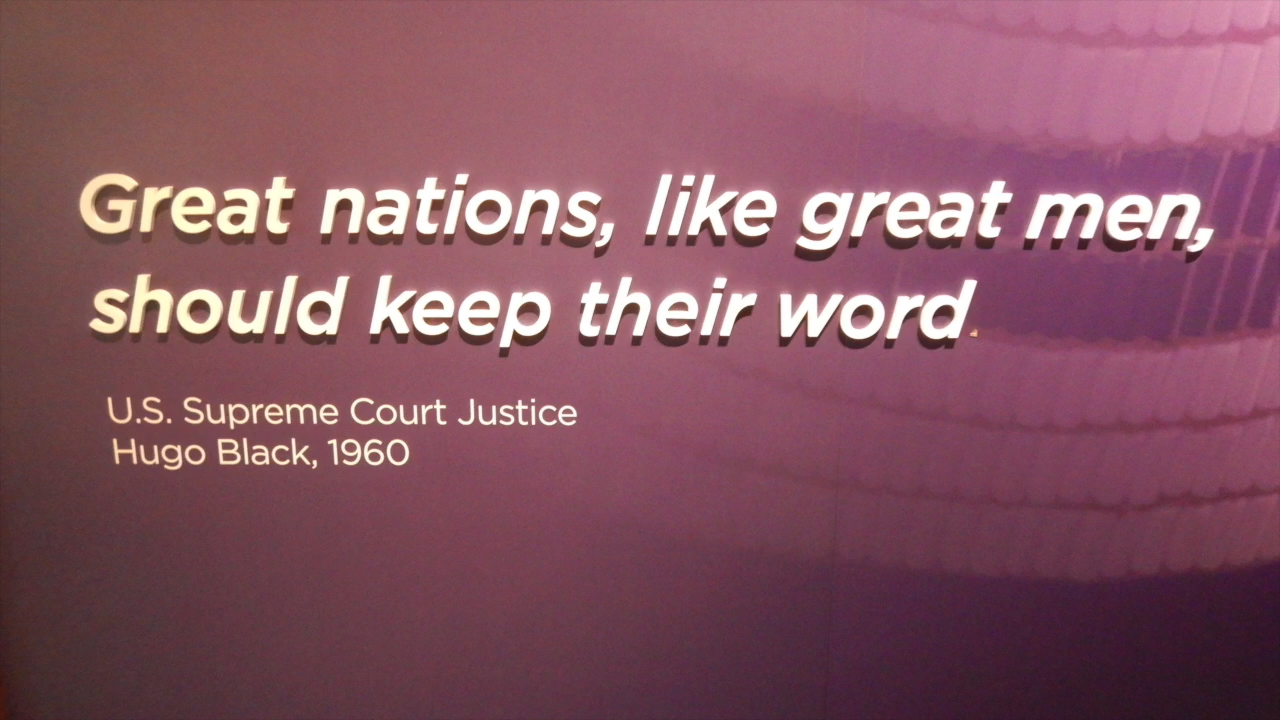 Great nations, like great men,
should keep their word.
U.S. Supreme Court Justice
Hugo Black, 1960